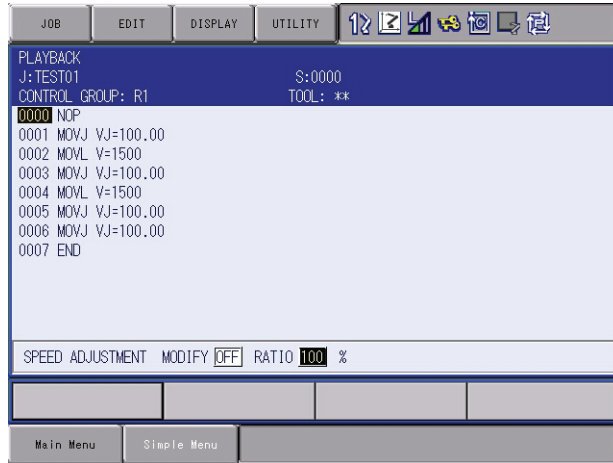 JOB EDIT DISPLAY UTILITY
PLAYBACK
J:TEST01 S:0000
CONTROL GROUP: R1 TOOL: **
0000 NOP
0001 MOVJ VJ=100.00
0002 MOVL V=1500
0003 MOVJ VJ=100.00
0004 MOVL V=1500
0005 MOVJ VJ=100.00
0006 MOVJ VJ=100.00
0007 END
SPEED ADJUSTMENT MODIFY OFF RATIO 100 %
Main Menu Simple Menu